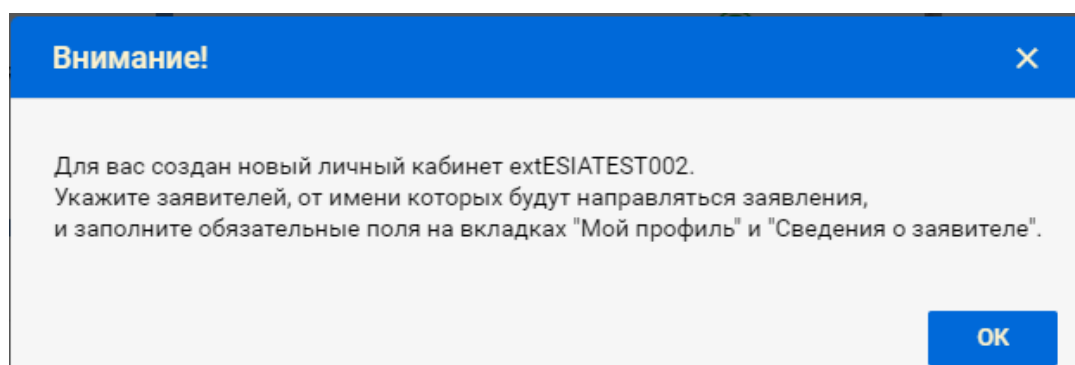 Внимание!
Для вас создан новый личный кабинет extESIATEST002.
Укажите заявителей, от имени которых будут направляться заявления,
и заполните обязательные поля на вкладках "Мой профиль" и "Сведения о заявителе".
ОК